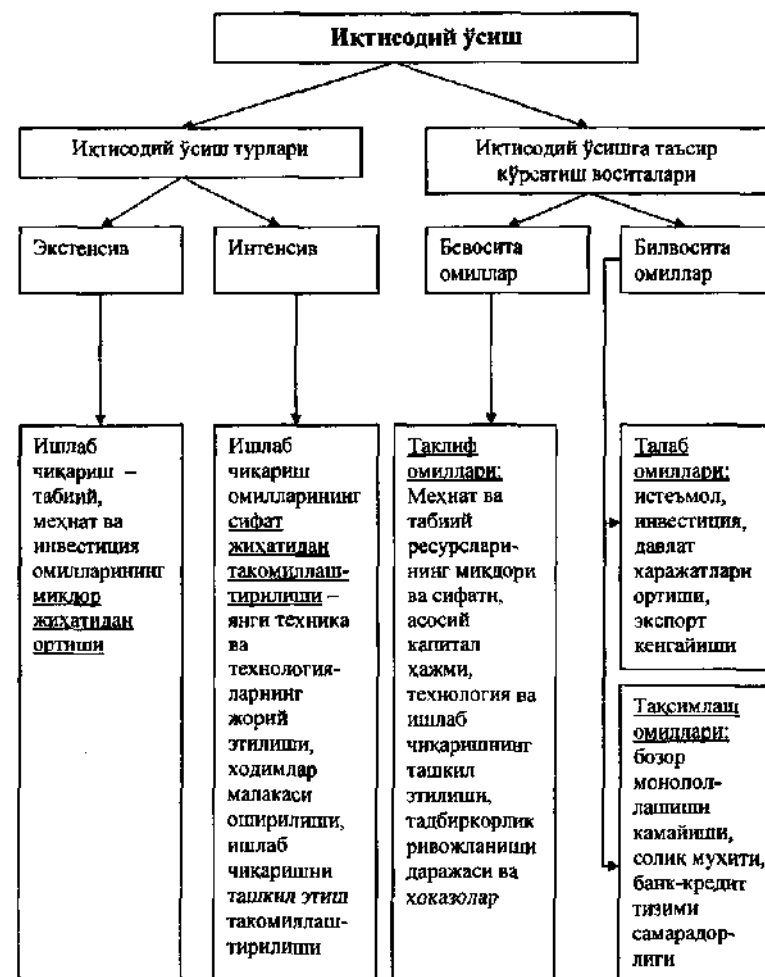 Иқтисодий ўсиш
Иқтисодий ўсиш турлари
Иқтисодий ўсишга таъсир
кўрсатиш воситалари
Экстенсив
Интенсив
Бевосита
омиллар
Билвосита
омиллар
Ишлаб
чиқариш –
табиий,
меҳнат ва
инвестиция
омилларининг
миқдор
жиҳатидан
ортиши
Ишлаб
чиқариш
омилларининг
сифат
жиҳатидан
такомиллаш-
тирилиши –
янги техника
ва
технология-
ларнинг
жорий
этилиши,
ходимлар
малакаси
оширилиши,
ишлаб
чиқаришни
ташкил этиш
такомиллаш-
тирилиши
Таклиф
омиллари:
Меҳнат ва
табиий
ресурслари-
нинг миқдори
ва сифати,
асосий
капитал
ҳажми,
технология ва
ишлаб
чиқаришнинг
ташкил
этилиши,
тадбиркорлик
ривожланиши
даражаси ва
ҳоказолар
Талаб
омиллари:
истеъмол,
инвестиция,
давлат
харажатлари
ортиши,
экспорт
кенгайиши
Тақсимлаш
омиллари:
бозор
монопол-
лашиши
камайиши,
солиқ муҳити,
банк-кредит
тизими
самарадор-
лиги